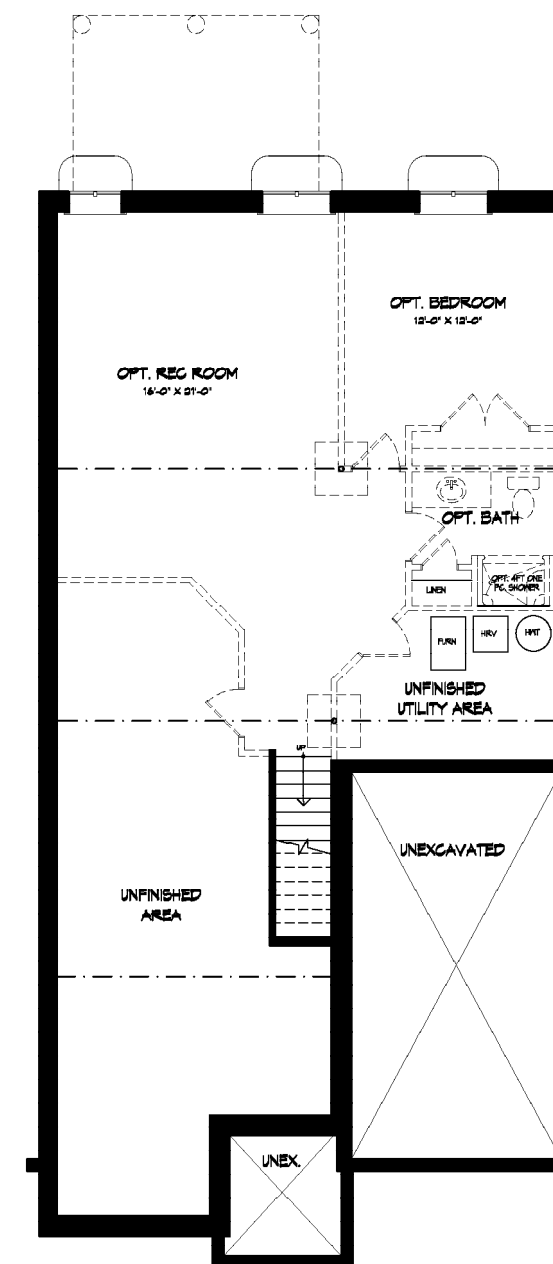 OPT. BEDROOM
12'-0" X 12'-0"
OPT. REC ROOM
16'-0" X 21'-0"
OPT. BATH
OPT. 4FT ONE
PC. SHOWER
LINEN
FURN
HRV
HWT
UNFINISHED
UTILITY AREA
UP
UNEXCAVATED
UNFINISHED
AREA
UNEX.